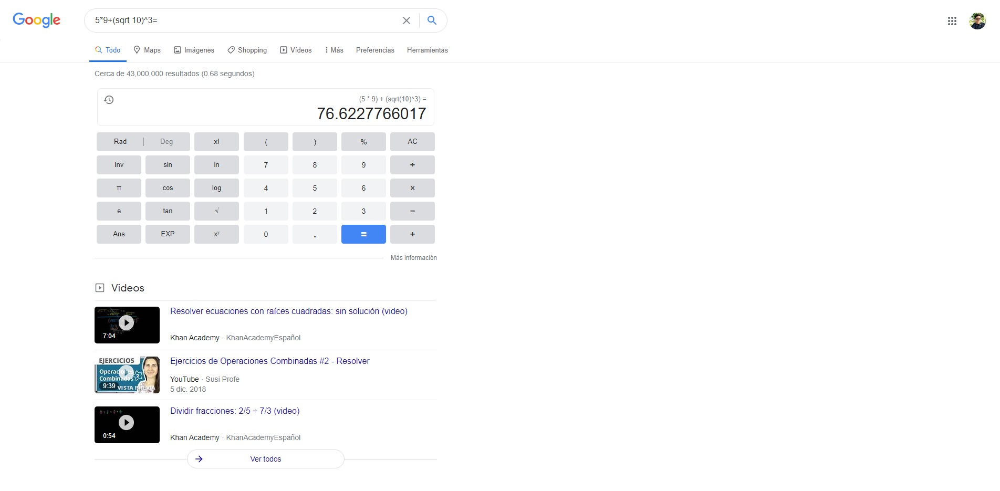 Google
5*9+(sqrt 10)^3=
Todo Maps Imágenes Shopping Vídeos Más Preferencias Herramientas
Cerca de 43,000,000 resultados (0.68 segundos)
(5 * 9) + (sqrt(10)^3) =
76.6227766017
Rad | Deg x! ( ) % AC
Inv sin ln 7 8 9 ÷
π cos log 4 5 6 ×
e tan √ 1 2 3 −
Ans EXP xʸ 0 . = +
Más información
Videos
Resolver ecuaciones con raíces cuadradas: sin solución (video)
7:04
Khan Academy · KhanAcademyEspañol
EJERCICIOS
Operaciones
Combinadas 2
9:39 VISTA PREVIA
Ejercicios de Operaciones Combinadas #2 - Resolver
YouTube · Susi Profe
5 dic. 2018
Dividir fracciones: 2/5 ÷ 7/3 (video)
0:54
Khan Academy · KhanAcademyEspañol
Ver todos